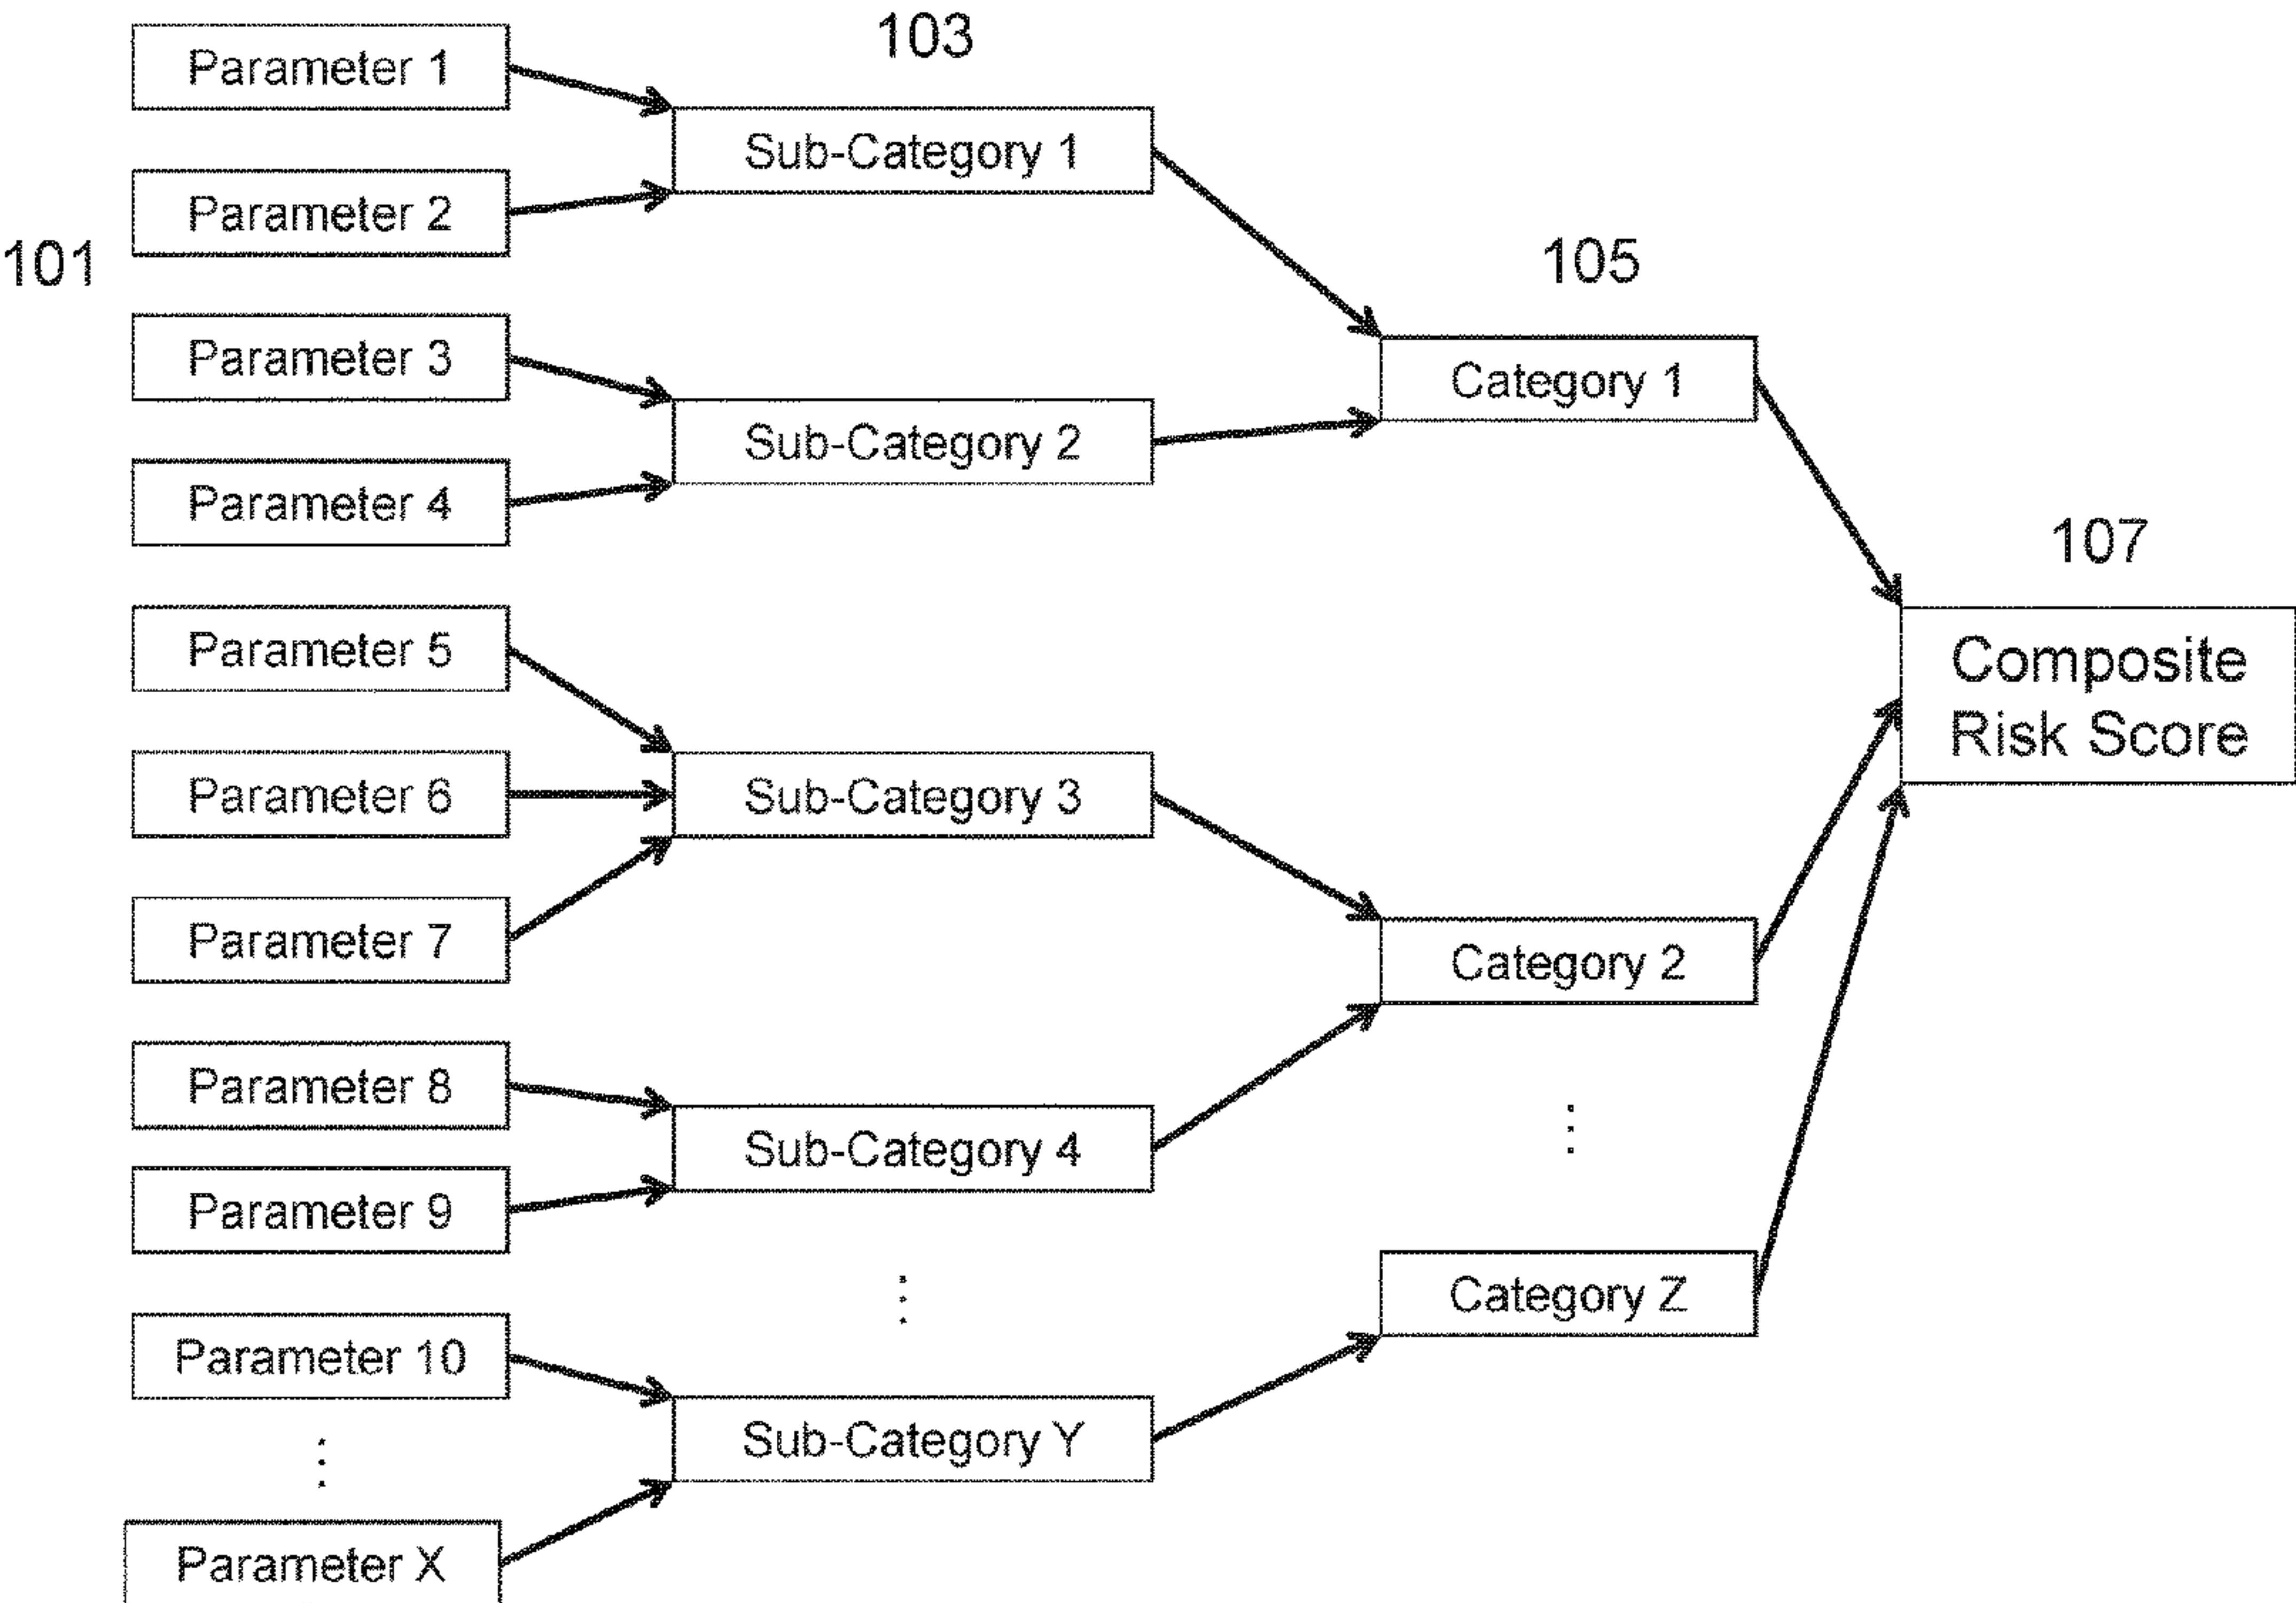 103
Parameter 1
Sub-Category 1
Parameter 2
101
105
Parameter 3
Category 1
Sub-Category 2
Parameter 4
107
Parameter 5
Composite
Risk Score
Parameter 6
Sub-Category 3
Parameter 7
Category 2
Parameter 8
Sub-Category 4
Parameter 9
Category Z
Parameter 10
Sub-Category Y
Parameter X